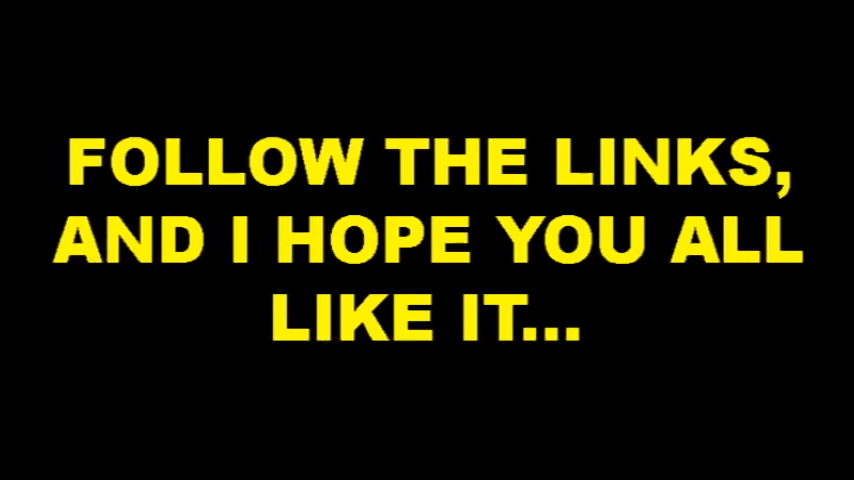 FOLLOW THE LINKS,
AND I HOPE YOU ALL
LIKE IT...